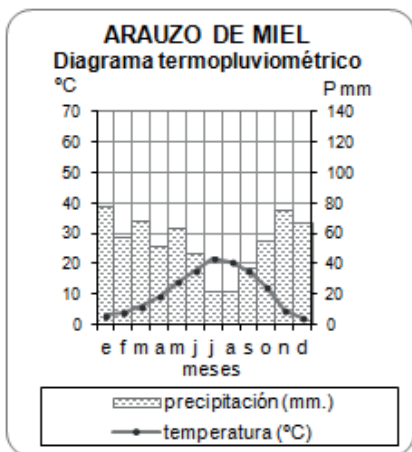 ARAUZO DE MIEL
Diagrama termopluviométrico
ºC P mm
70 140
60 120
50 100
40 80
30 60
20 40
10 20
0 0
e f m a m j j a s o n d
meses
precipitación (mm.)
temperatura (ºC)